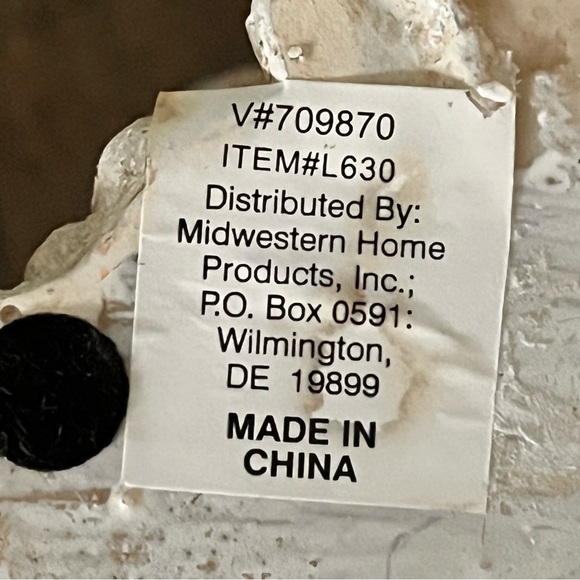 V#709870
ITEM#L630
Distributed By:
Midwestern Home
Products, Inc.;
P.O. Box 0591:
Wilmington,
DE 19899
MADE IN
CHINA